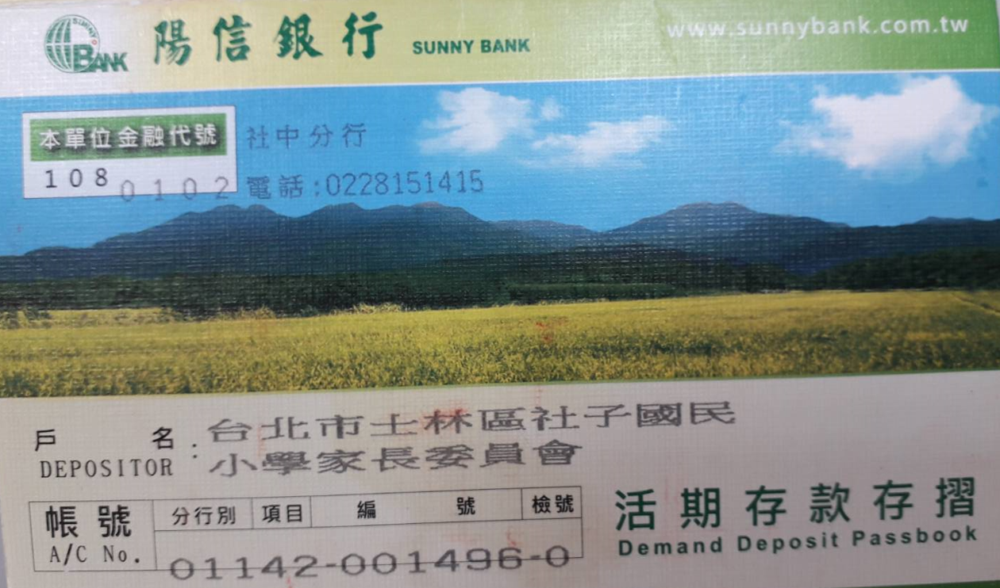 SUNNY BANK 陽信銀行 SUNNY BANK www.sunnybank.com.tw
本單位金融代號 社中分行
108 0102 電話:0228151415
戶 名: 台北市士林區社子國民
DEPOSITOR 小學家長委員會
帳號 分行別 項目 編 號 檢號
A/C No. 01142-001496-0
活期存款存摺
Demand Deposit Passbook